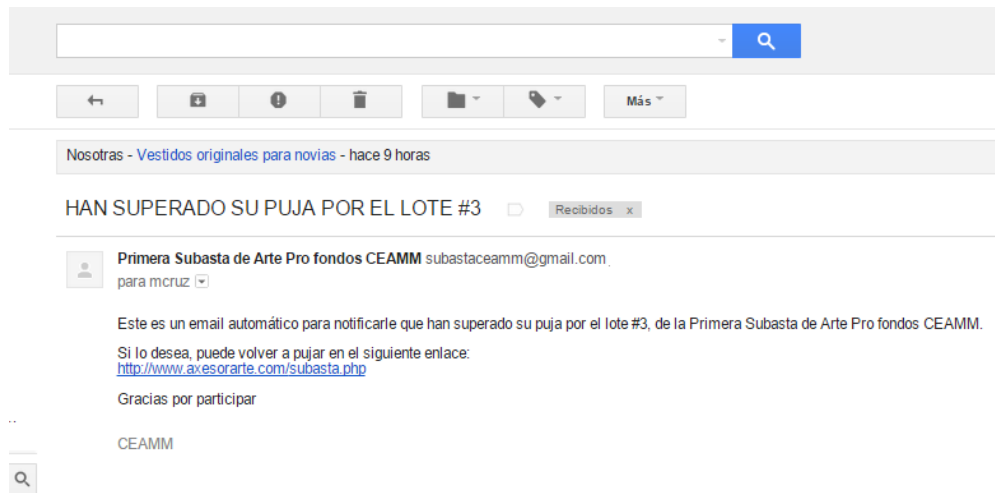 Más
Nosotras - Vestidos originales para novias - hace 9 horas
HAN SUPERADO SU PUJA POR EL LOTE #3
Recibidos x
Primera Subasta de Arte Pro fondos CEAMM subastaceamm@gmail.com
para mcruz
Este es un email automático para notificarle que han superado su puja por el lote #3, de la Primera Subasta de Arte Pro fondos CEAMM.
Si lo desea, puede volver a pujar en el siguiente enlace:
http://www.axesorarte.com/subasta.php
Gracias por participar
..
CEAMM